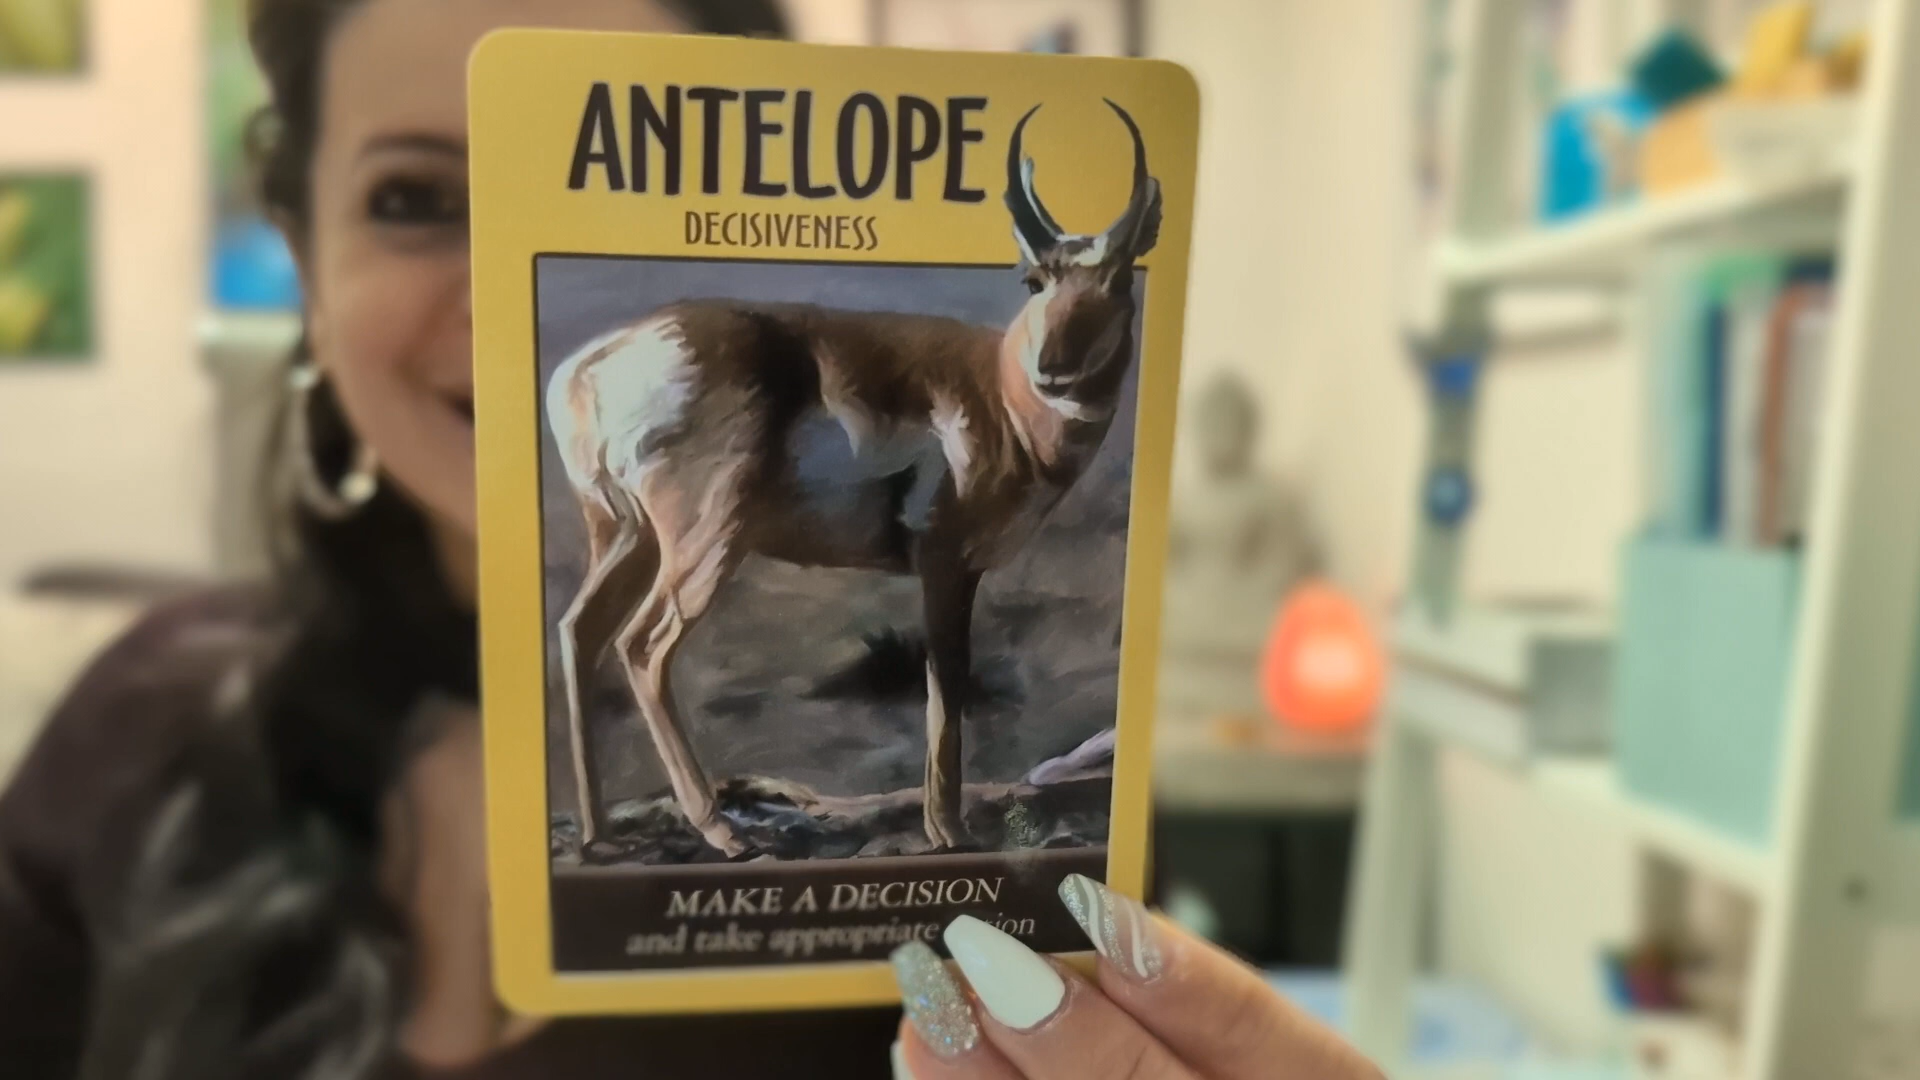 ANTELOPE
DECISIVENESS
MAKE A DECISION
and take appropriate